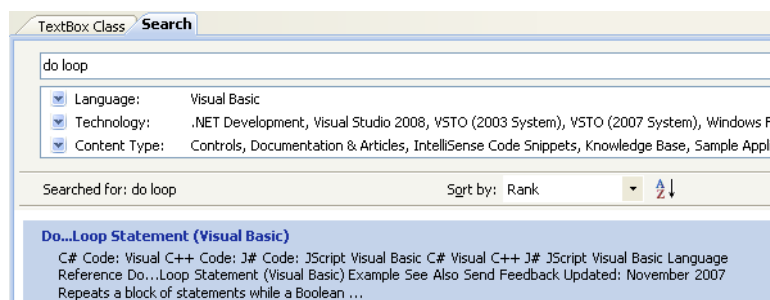 TextBox Class Search
do loop
Language: Visual Basic
Technology: .NET Development, Visual Studio 2008, VSTO (2003 System), VSTO (2007 System), Windows F
Content Type: Controls, Documentation & Articles, IntelliSense Code Snippets, Knowledge Base, Sample Appl
Searched for: do loop Sort by: Rank AZ
Do...Loop Statement (Visual Basic)
C# Code: Visual C++ Code: J# Code: JScript Visual Basic C# Visual C++ J# JScript Visual Basic Language
Reference Do...Loop Statement (Visual Basic) Example See Also Send Feedback Updated: November 2007
Repeats a block of statements while a Boolean ...